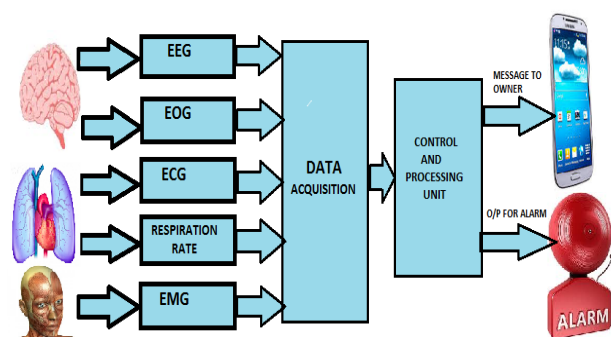 EEG
EOG
ECG
RESPIRATION
RATE
EMG
DATA
ACQUISITION
CONTROL
AND
PROCESSING
UNIT
MESSAGE TO
OWNER
O/P FOR ALARM
ALARM